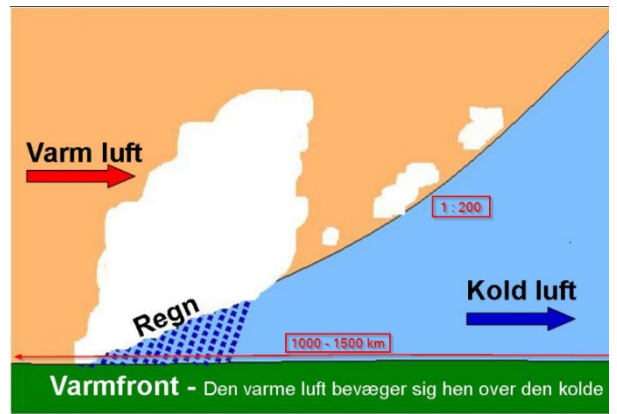 Varm luft
1 : 200
Kold luft
Regn
1000 - 1500 km
Varmfront - Den varme luft bevæger sig hen over den kolde